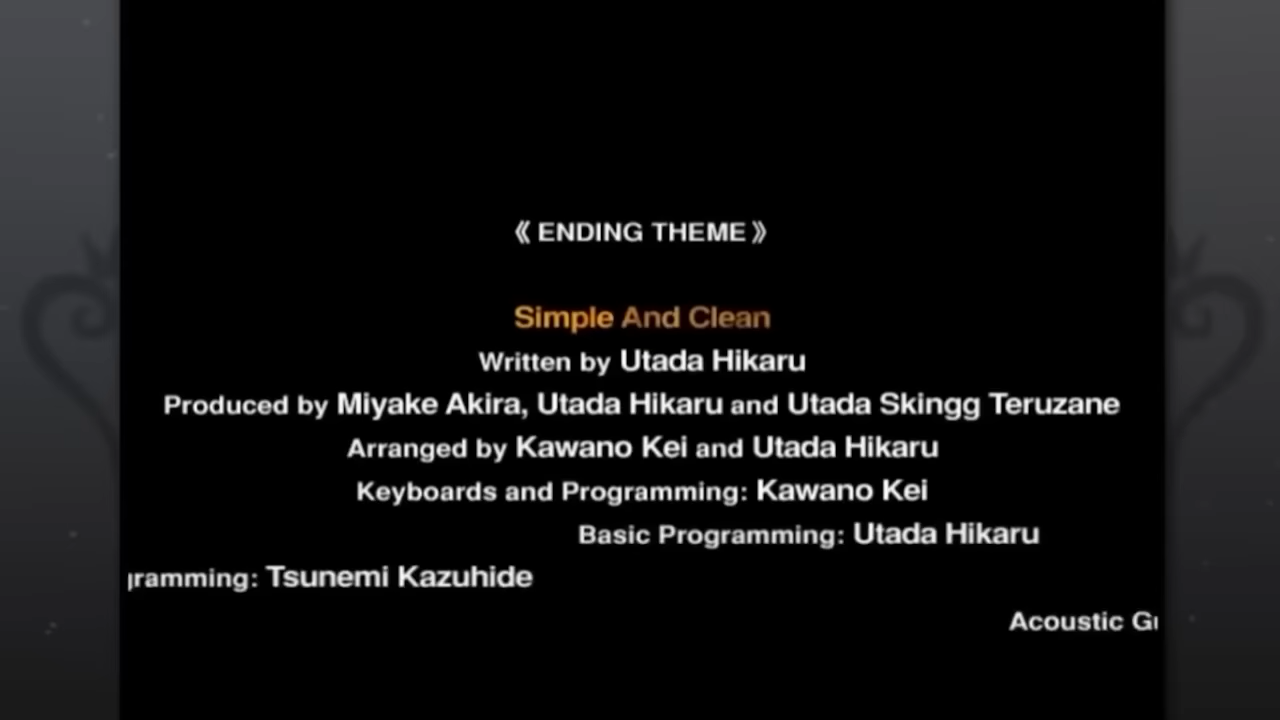 《 ENDING THEME 》
Simple And Clean
Written by Utada Hikaru
Produced by Miyake Akira, Utada Hikaru and Utada Skingg Teruzane
Arranged by Kawano Kei and Utada Hikaru
Keyboards and Programming: Kawano Kei
Basic Programming: Utada Hikaru
gramming: Tsunemi Kazuhide
Acoustic